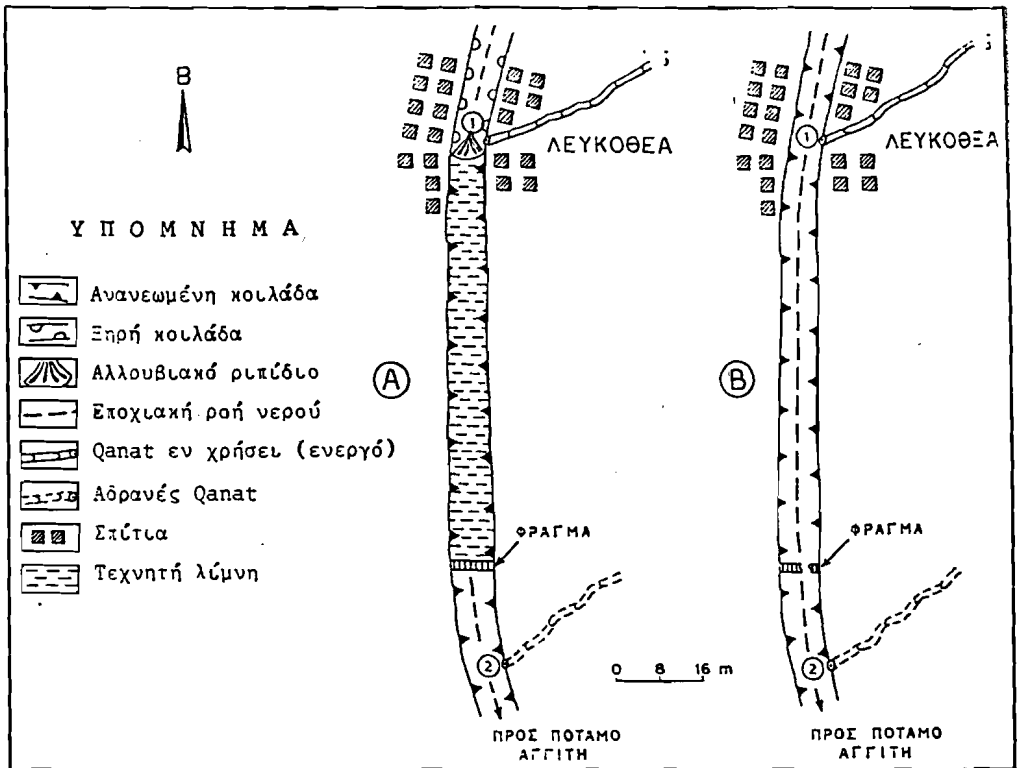 Β
ΥΠΟΜΝΗΜΑ
Ανανεωμένη κοιλάδα
Ξηρή κοιλάδα
Αλλουβιακό ριπίδιο
Εποχιακή ροή νερού
Qanat εν χρήσει (ενεργό)
Αδρανές Qanat
Σπίτια
Τεχνητή λίμνη
Α
1
ΛΕΥΚΟΘΕΑ
ΦΡΑΓΜΑ
2
0 8 16 m
ΠΡΟΣ ΠΟΤΑΜΟ
ΑΓΓΙΤΗ
Β
1
ΛΕΥΚΟΘΞΑ
ΦΡΑΓΜΑ
2
ΠΡΟΣ ΠΟΤΑΜΟ
ΑΓΓΙΤΗ